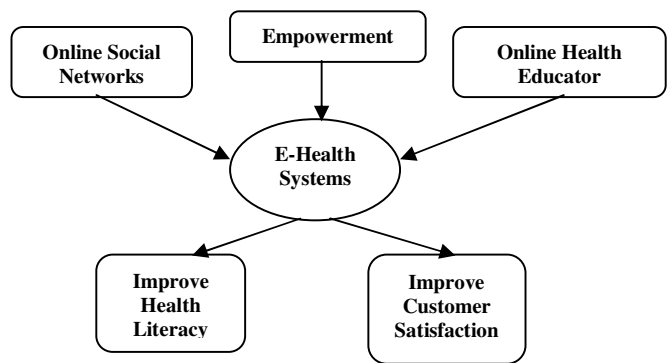 Online Social
Networks
Empowerment
Online Health
Educator
E-Health
Systems
Improve
Health
Literacy
Improve
Customer
Satisfaction